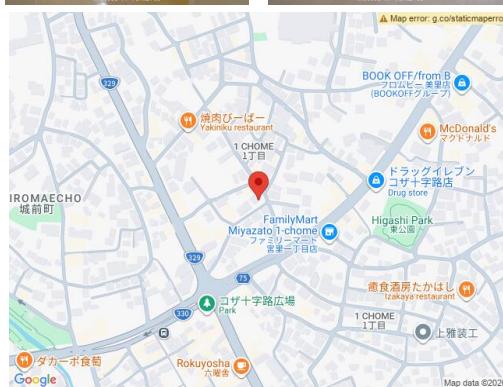 Map error: g.co/staticmaperro
329
BOOK OFF/from B
フロムビー 美里店
(BOOKOFFグループ)
焼肉びーばー
Yakiniku restaurant
McDonald's
マクドナルド
1 CHOME
1丁目
ドラッグイレブン
コザ十字路店
Drug store
IROMAECHO
城前町
FamilyMart
Miyazato 1-chome
ファミリーマート
宮里一丁目店
Higashi Park
東公園
329
75
癒食酒房たかはし
Izakaya restaurant
コザ十字路広場
Park
330
1 CHOME
1丁目
上雅装工
ダカーポ食萄
Rokuyosha
六曜舎
Google
Map data ©202